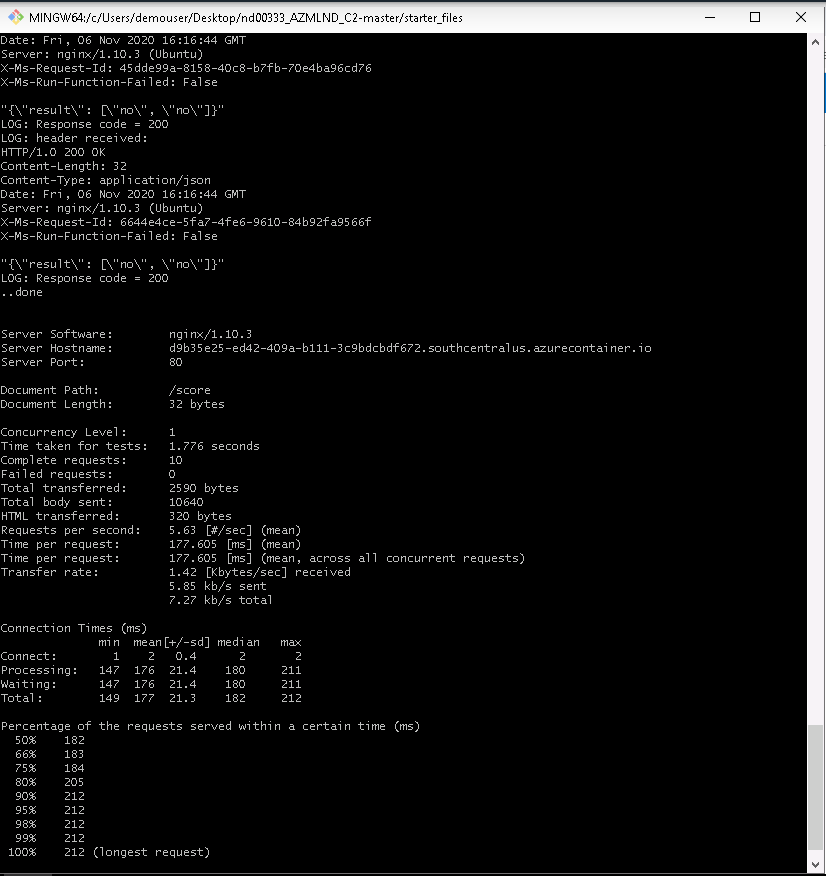 MINGW64:/c/Users/demouser/Desktop/nd00333_AZMLND_C2-master/starter_files
Date: Fri, 06 Nov 2020 16:16:44 GMT
Server: nginx/1.10.3 (Ubuntu)
X-Ms-Request-Id: 45dde99a-8158-40c8-b7fb-70e4ba96cd76
X-Ms-Run-Function-Failed: False
"{\"result\": [\"no\", \"no\"]}"
LOG: Response code = 200
LOG: header received:
HTTP/1.0 200 OK
Content-Length: 32
Content-Type: application/json
Date: Fri, 06 Nov 2020 16:16:44 GMT
Server: nginx/1.10.3 (Ubuntu)
X-Ms-Request-Id: 6644e4ce-5fa7-4fe6-9610-84b92fa9566f
X-Ms-Run-Function-Failed: False
"{\"result\": [\"no\", \"no\"]}"
LOG: Response code = 200
..done
Server Software:        nginx/1.10.3
Server Hostname:        d9b35e25-ed42-409a-b111-3c9bdcbdf672.southcentralus.azurecontainer.io
Server Port:            80
Document Path:          /score
Document Length:        32 bytes
Concurrency Level:      1
Time taken for tests:   1.776 seconds
Complete requests:      10
Failed requests:        0
Total transferred:      2590 bytes
Total body sent:        10640
HTML transferred:       320 bytes
Requests per second:    5.63 [#/sec] (mean)
Time per request:       177.605 [ms] (mean)
Time per request:       177.605 [ms] (mean, across all concurrent requests)
Transfer rate:          1.42 [Kbytes/sec] received
                        5.85 kb/s sent
                        7.27 kb/s total
Connection Times (ms)
              min  mean[+/-sd] median   max
Connect:        1    2   0.4      2       2
Processing:   147  176  21.4    180     211
Waiting:      147  176  21.4    180     211
Total:        149  177  21.3    182     212
Percentage of the requests served within a certain time (ms)
  50%    182
  66%    183
  75%    184
  80%    205
  90%    212
  95%    212
  98%    212
  99%    212
 100%    212 (longest request)